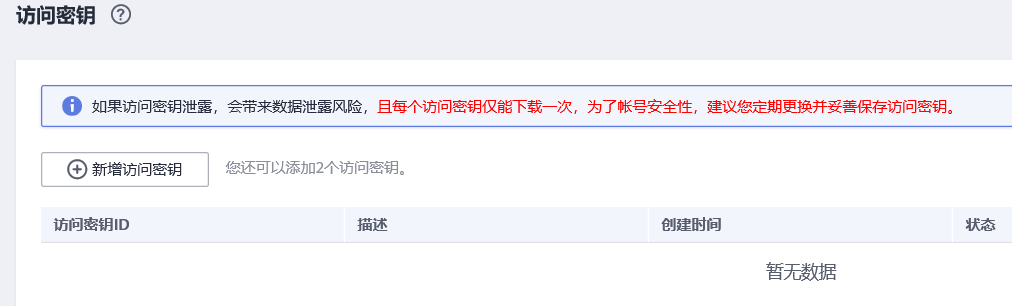 访问密钥
如果访问密钥泄露，会带来数据泄露风险，且每个访问密钥仅能下载一次，为了帐号安全性，建议您定期更换并妥善保存访问密钥。
新增访问密钥 您还可以添加2个访问密钥。
访问密钥ID 描述 创建时间 状态
暂无数据